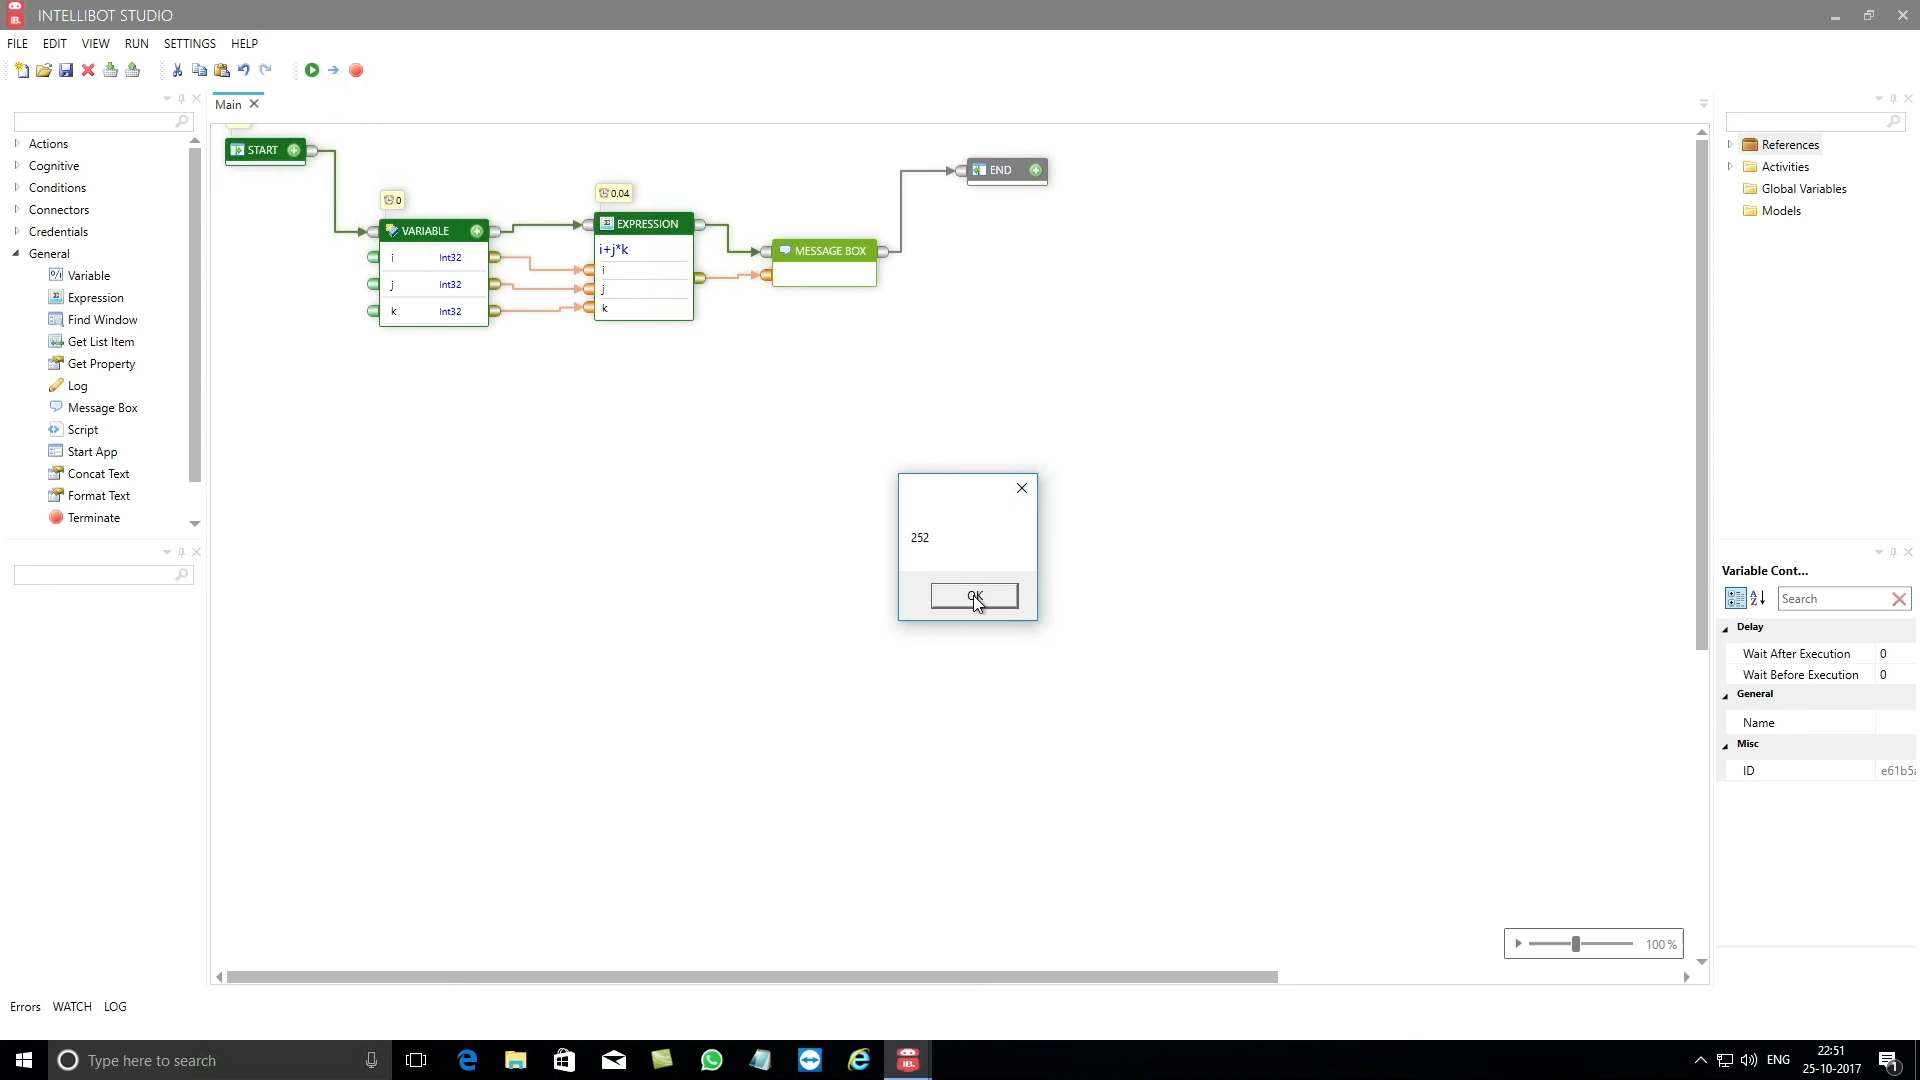 INTELLIBOT STUDIO
FILE EDIT VIEW RUN SETTINGS HELP
Main
Actions
Cognitive
Conditions
Connectors
Credentials
General
Variable
Expression
Find Window
Get List Item
Get Property
Log
Message Box
Script
Start App
Concat Text
Format Text
Terminate
START
0
VARIABLE
i Int32
j Int32
k Int32
0.04
EXPRESSION
i+j*k
i
j
k
MESSAGE BOX
END
252
OK
100 %
References
Activities
Global Variables
Models
Variable Cont...
Search
Delay
Wait After Execution 0
Wait Before Execution 0
General
Name
Misc
ID e61b5a
Errors WATCH LOG
Type here to search
ENG
22:51
25-10-2017
1